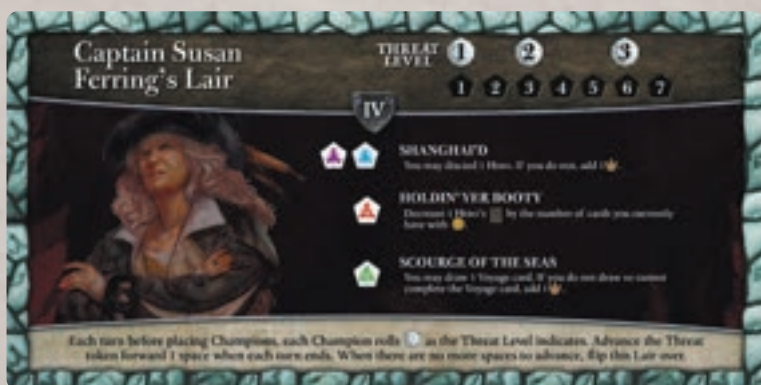 Captain Susan
Ferring's Lair
THREAT
LEVEL
1 2 3
1 2 3 4 5 6 7
IV
SHANGHAI'D
You may discard 1 Hero. If you do not, add 1
HOLDIN' YER BOOTY
Decrease 1 Hero's by the number of cards you currently
have with
SCOURGE OF THE SEAS
You may draw 1 Voyage card. If you do not draw or cannot
complete the Voyage card, add 1
Each turn before placing Champions, each Champion rolls as the Threat Level indicates. Advance the Threat
token forward 1 space when each turn ends. When there are no more spaces to advance, flip this Lair over.